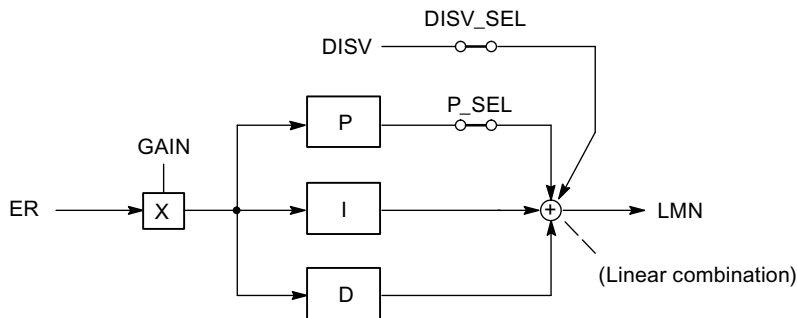 DISV_SEL
DISV
P_SEL
P
GAIN
ER
X
I
+
LMN
(Linear combination)
D